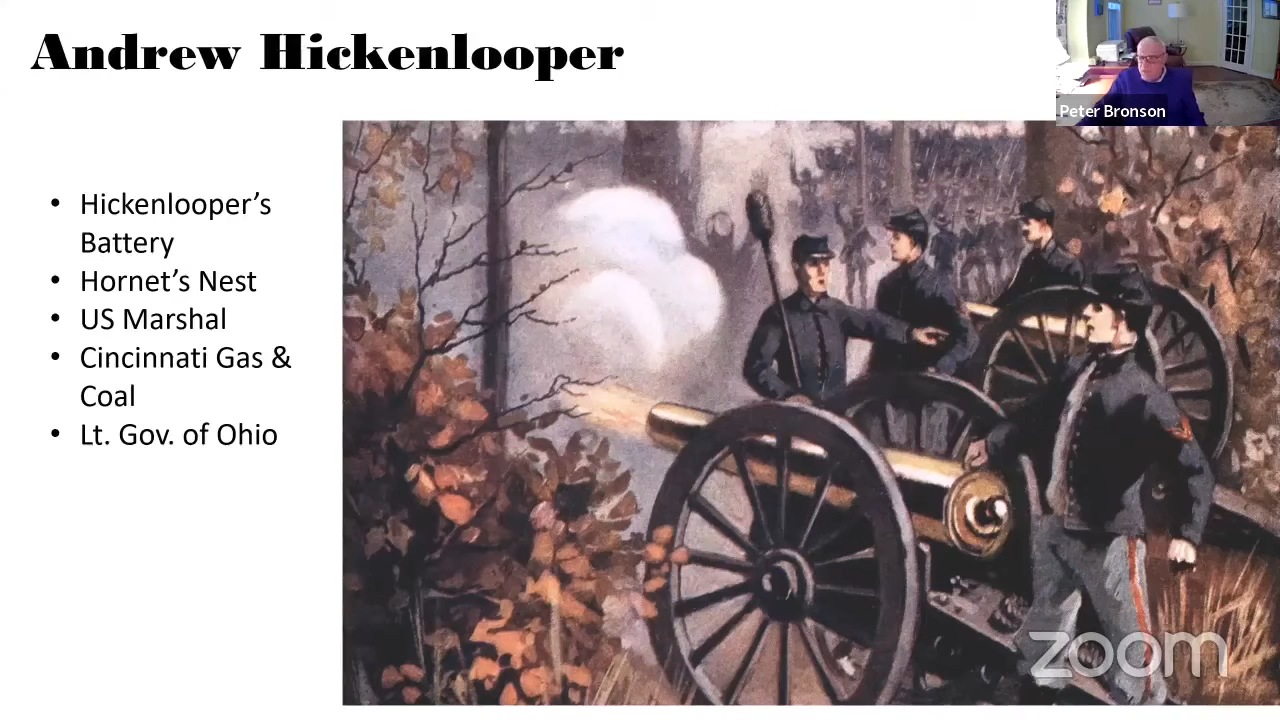 Andrew Hickenlooper
Peter Bronson
• Hickenlooper’s
Battery
• Hornet’s Nest
• US Marshal
• Cincinnati Gas &
Coal
• Lt. Gov. of Ohio
zoom